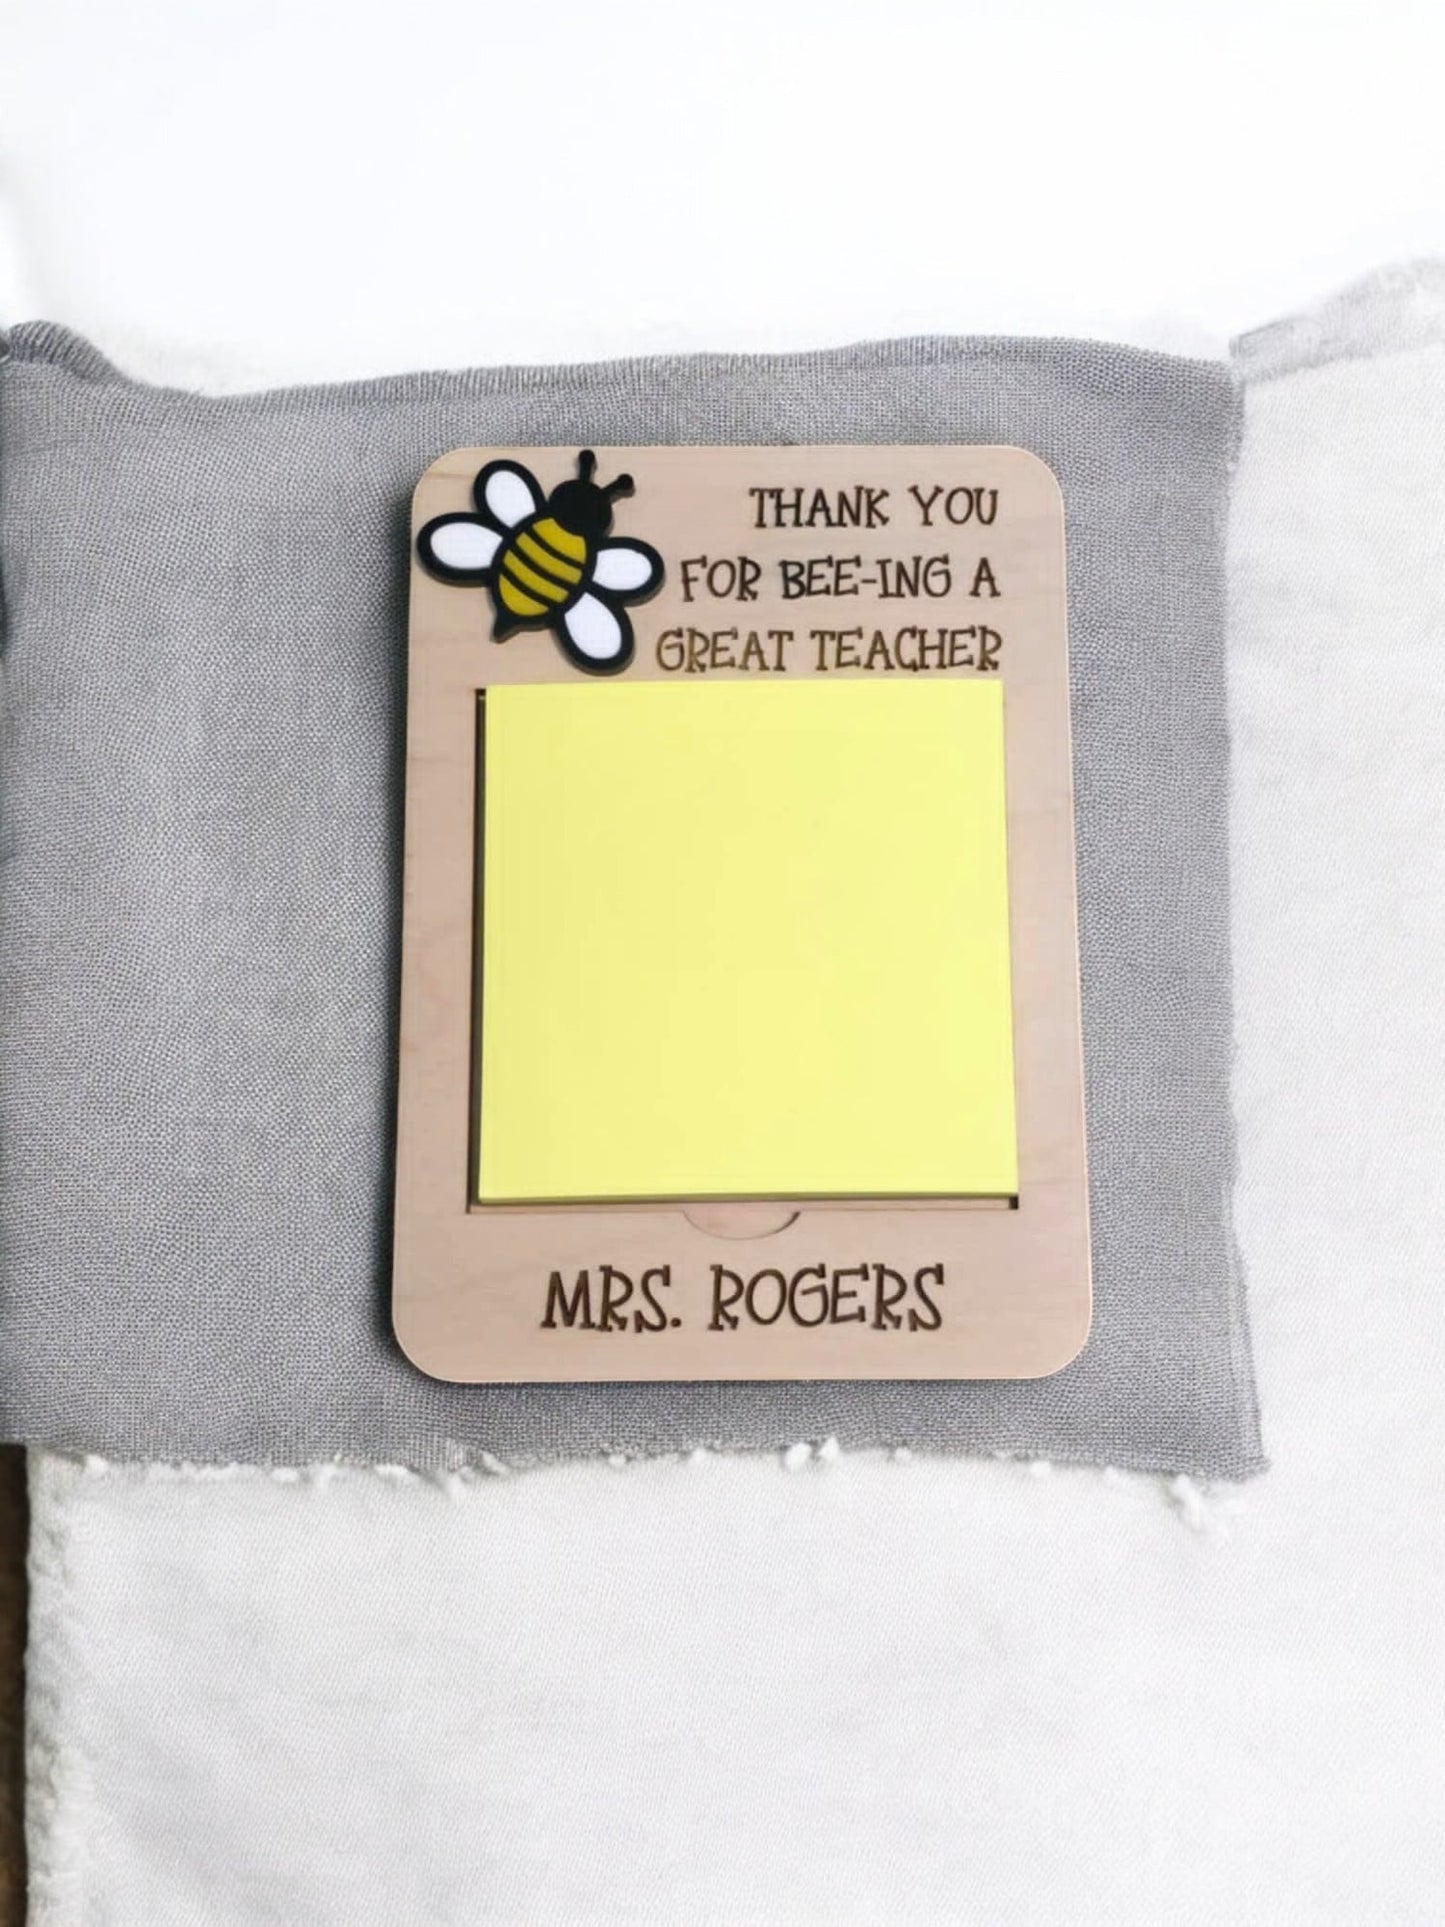 THANK YOU
FOR BEE-ING A
GREAT TEACHER
MRS. ROGERS